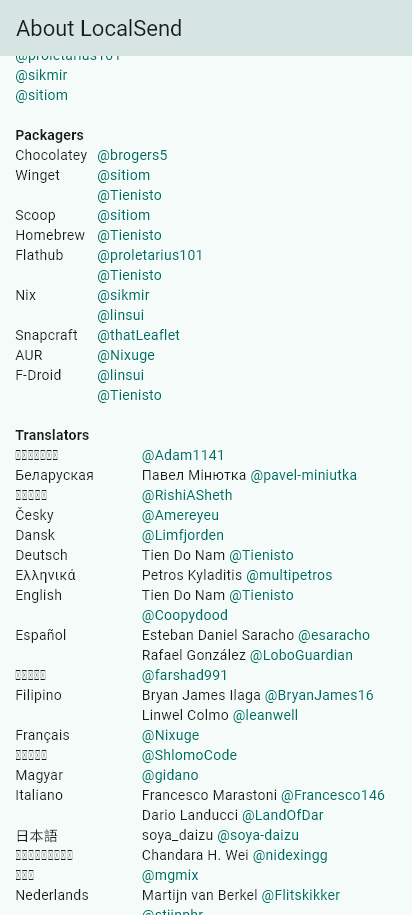 About LocalSend
@proletarius101
@sikmir
@sitiom
Packagers
Chocolatey @brogers5
Winget @sitiom
@Tienisto
Scoop @sitiom
Homebrew @Tienisto
Flathub @proletarius101
@Tienisto
Nix @sikmir
@linsui
Snapcraft @thatLeaflet
AUR @Nixuge
F-Droid @linsui
@Tienisto
Translators
@Adam1141
Беларуская Павел Мінютка @pavel-miniutka
@RishiASheth
Česky @Amereyeu
Dansk @Limfjorden
Deutsch Tien Do Nam @Tienisto
Ελληνικά Petros Kyladitis @multipetros
English Tien Do Nam @Tienisto
@Coopydood
Español Esteban Daniel Saracho @esaracho
Rafael González @LoboGuardian
@farshad991
Filipino Bryan James Ilaga @BryanJames16
Linwel Colmo @leanwell
Français @Nixuge
@ShlomoCode
Magyar @gidano
Italiano Francesco Marastoni @Francesco146
Dario Landucci @LandOfDar
日本語 soya_daizu @soya-daizu
Chandara H. Wei @nidexingg
@mgmix
Nederlands Martijn van Berkel @Flitskikker